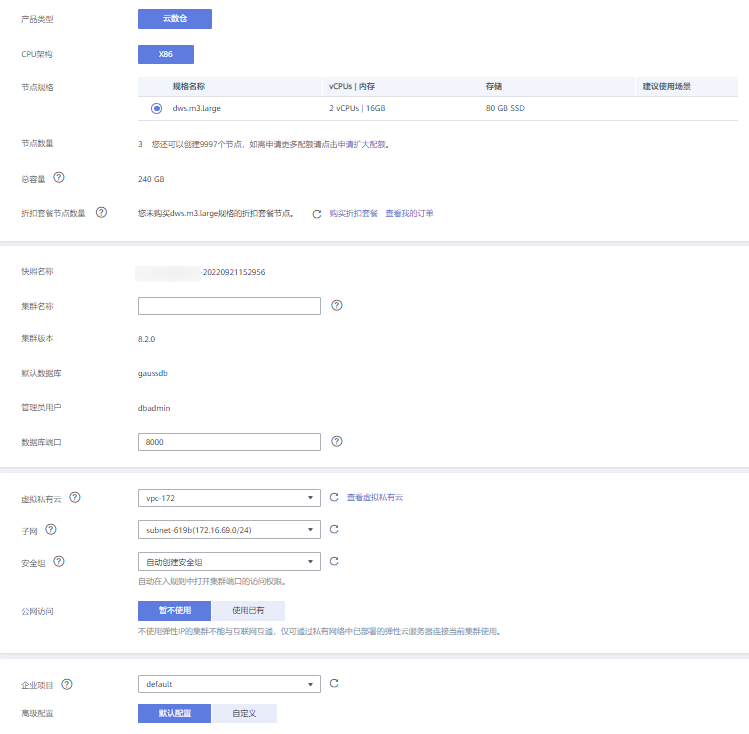 产品类型 云数仓
CPU架构 X86
节点规格 规格名称 vCPUs | 内存 存储 建议使用场景
dws.m3.large 2 vCPUs | 16GB 80 GB SSD
节点数量 3 您还可以创建9997个节点，如需申请更多配额请点击申请扩大配额。
总容量 240 GB
折扣套餐节点数量 您未购买dws.m3.large规格的折扣套餐节点。 购买折扣套餐 查看我的订单
快照名称 -20220921152956
集群名称
集群版本 8.2.0
默认数据库 gaussdb
管理员用户 dbadmin
数据库端口 8000
虚拟私有云 vpc-172 查看虚拟私有云
子网 subnet-619b(172.16.69.0/24)
安全组 自动创建安全组
自动在入规则中打开集群端口的访问权限。
公网访问 暂不使用 使用已有
不使用弹性IP的集群不能与互联网互通，仅可通过私有网络中已部署的弹性云服务器连接当前集群使用。
企业项目 default
高级配置 默认配置 自定义